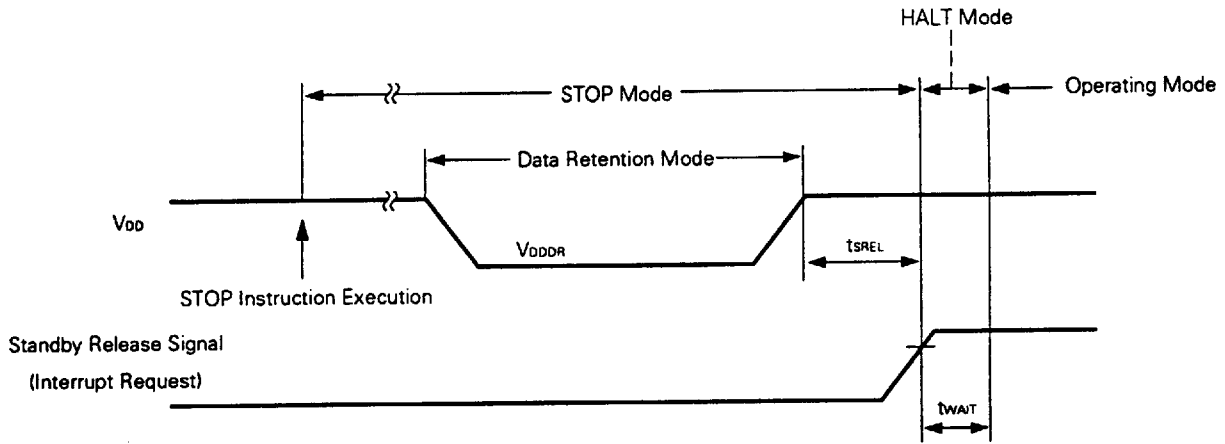 HALT Mode
STOP Mode
Operating Mode
Data Retention Mode
VDD
VDDDR
tSREL
STOP Instruction Execution
Standby Release Signal
(Interrupt Request)
tWAIT